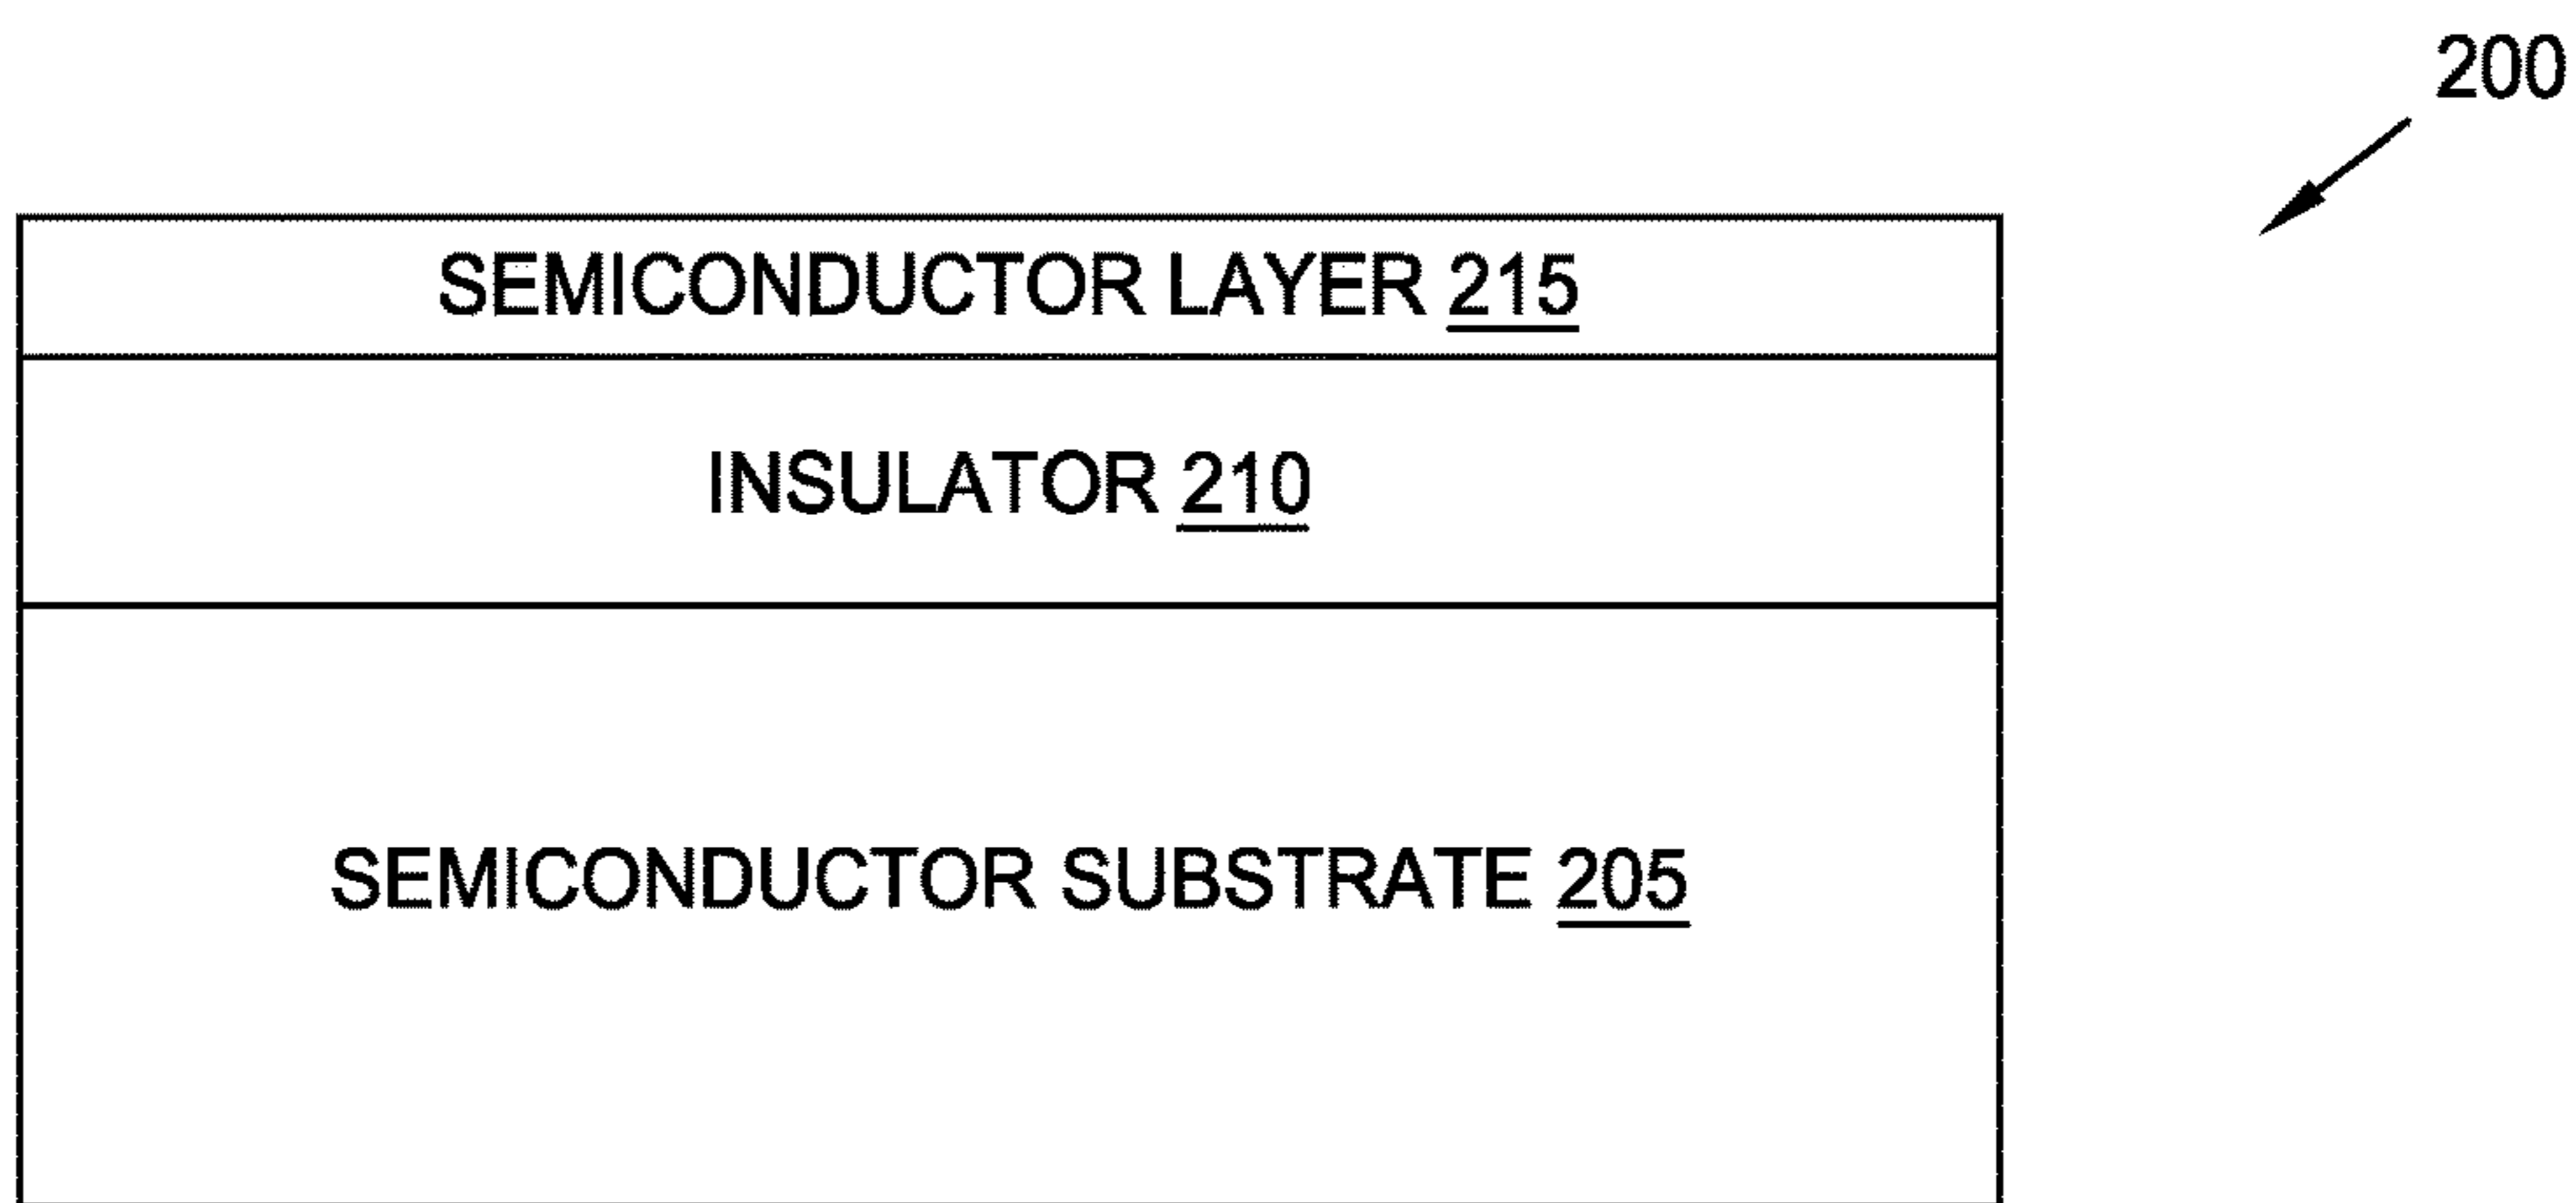 200
SEMICONDUCTOR LAYER 215
INSULATOR 210
SEMICONDUCTOR SUBSTRATE 205